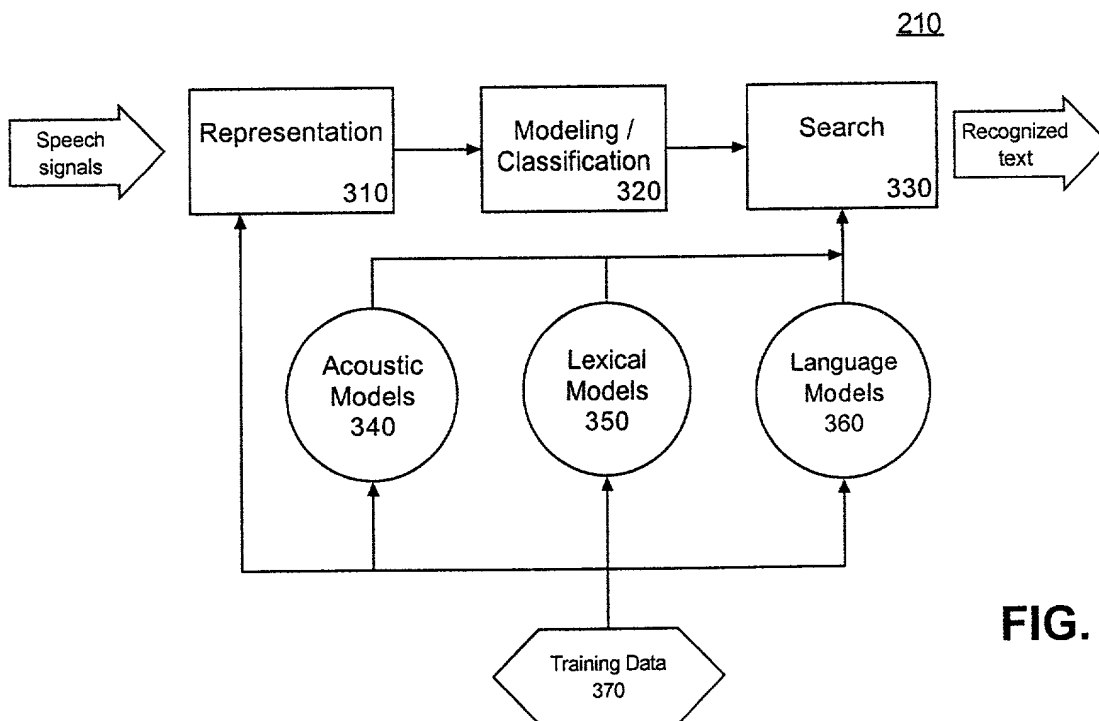 210
Speech
signals
Representation
310
Modeling /
Classification
320
Search
330
Recognized
text
Acoustic
Models
340
Lexical
Models
350
Language
Models
360
Training Data
370
FIG.